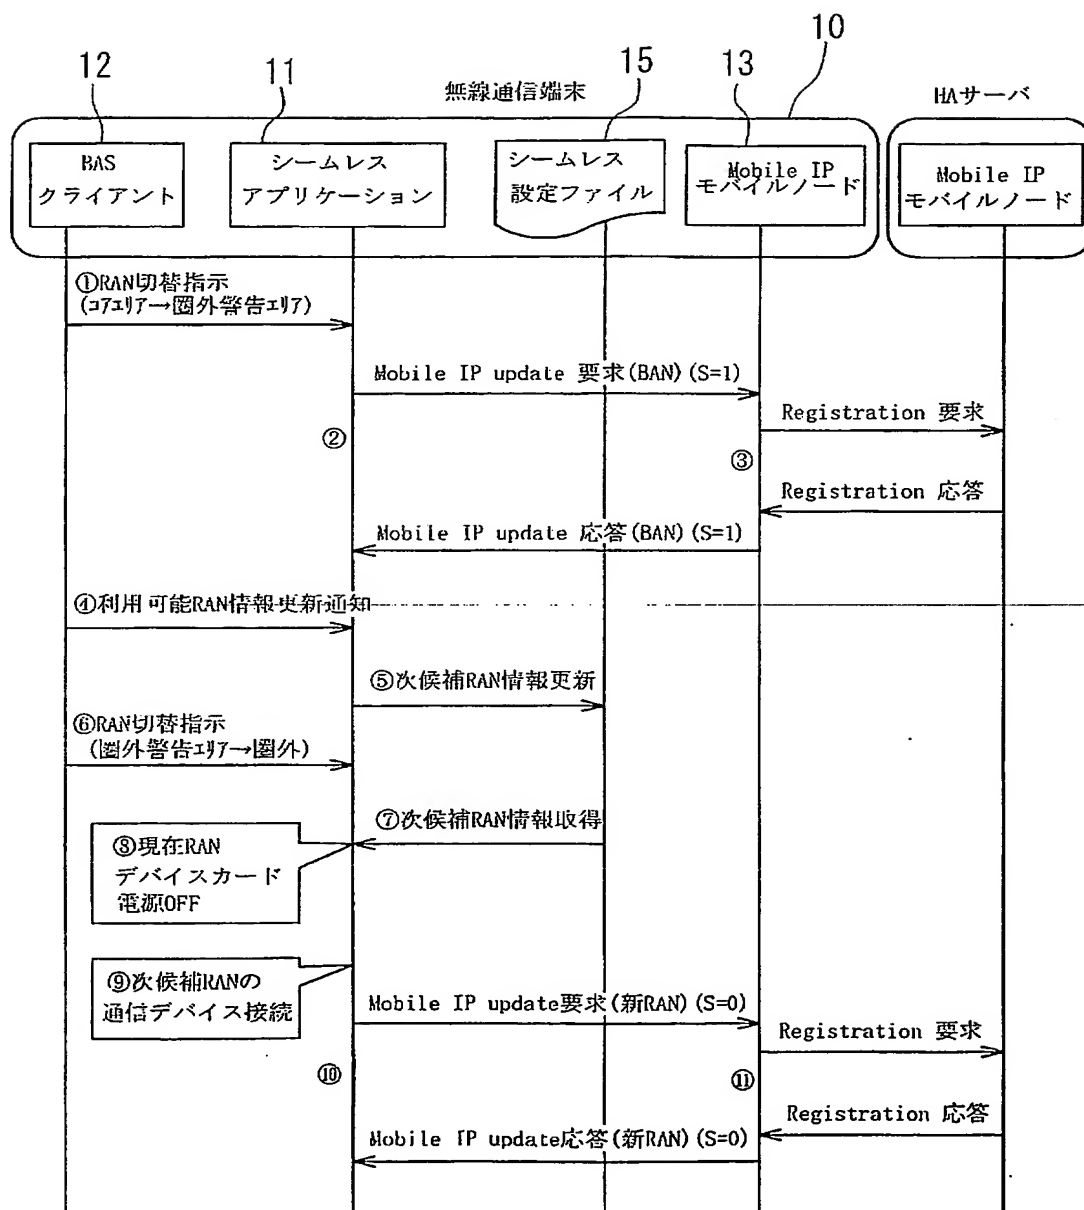 10
12
11
15
13
無線通信端末
HAサーバ
BAS
クライアント
シームレス
アプリケーション
シームレス
設定ファイル
Mobile IP
モバイルノード
Mobile IP
モバイルノード
①RAN切替指示
(コアエリア→圏外警告エリア)
Mobile IP update 要求(BAN)(S=1)
Registration 要求
②
③
Registration 応答
Mobile IP update 応答(BAN)(S=1)
④利用可能RAN情報更新通知
⑤次候補RAN情報更新
⑥RAN切替指示
(圏外警告エリア→圏外)
⑦次候補RAN情報取得
⑧現在RAN
デバイスカード
電源OFF
⑨次候補RANの
通信デバイス接続
Mobile IP update要求(新RAN)(S=0)
Registration 要求
⑩
⑪
Registration 応答
Mobile IP update応答(新RAN)(S=0)